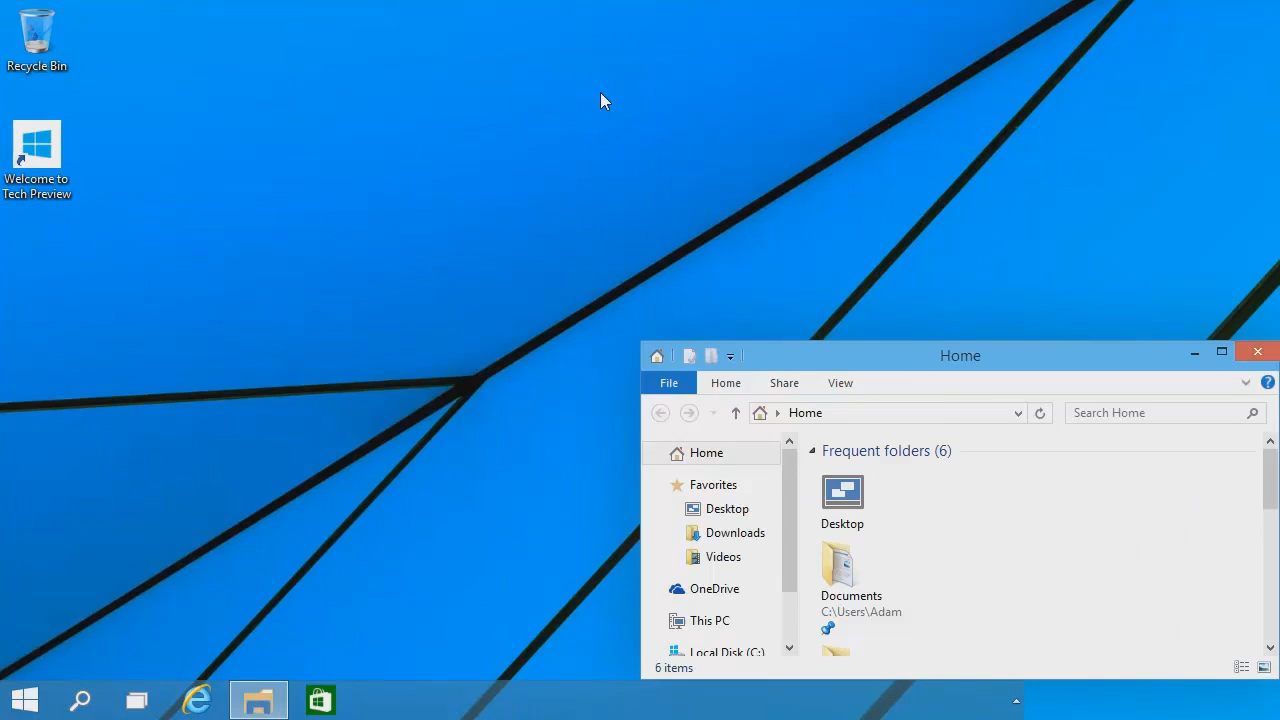 Recycle Bin
Welcome to
Tech Preview
Home
File
Home
Share
View
Home
Search Home
Home
Favorites
Desktop
Downloads
Videos
OneDrive
This PC
Local Disk (C:)
Frequent folders (6)
Desktop
Documents
C:\Users\Adam
6 items